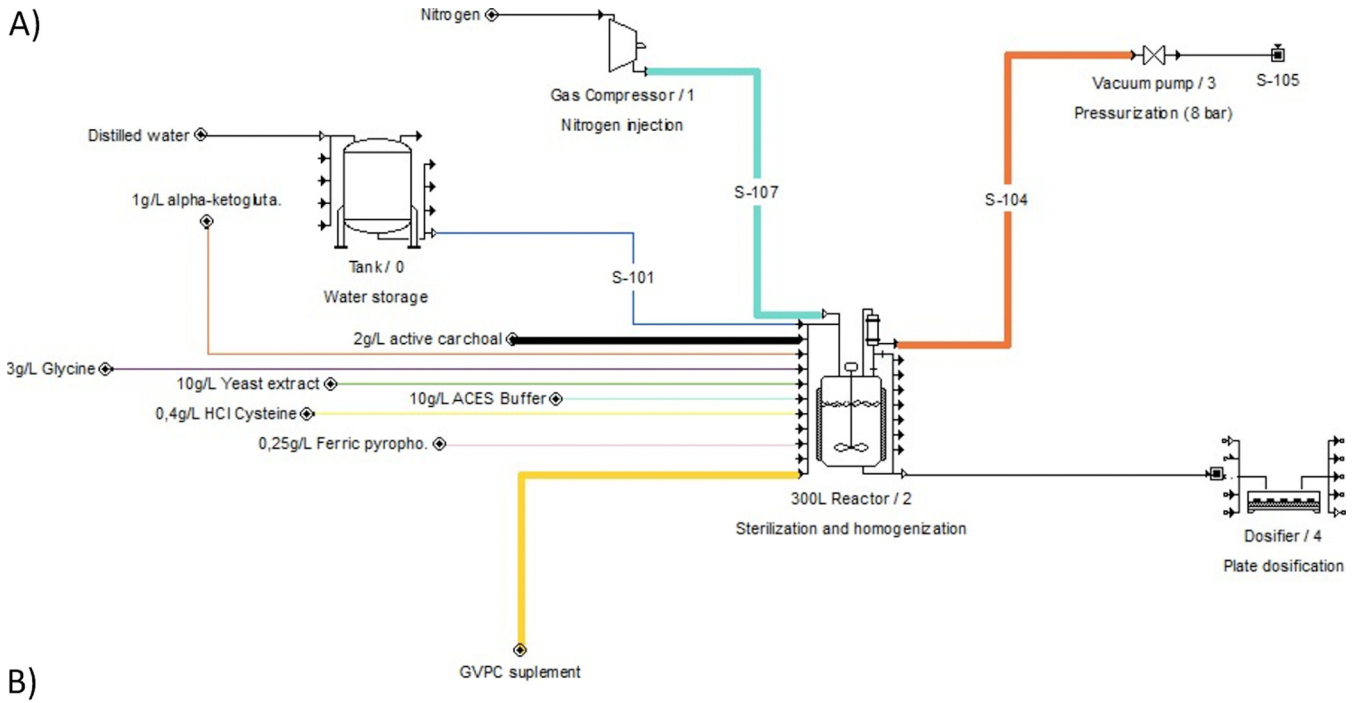 A)
Nitrogen
Gas Compressor / 1
Nitrogen injection
Vacuum pump / 3
Pressurization (8 bar)
S-105
Distilled water
1g/L alpha-ketogluta.
S-107
S-104
Tank / 0
Water storage
S-101
2g/L active carchoal
3g/L Glycine
10g/L Yeast extract
10g/L ACES Buffer
0,4g/L HCl Cysteine
0,25g/L Ferric pyropho.
300L Reactor / 2
Sterilization and homogenization
Dosifier / 4
Plate dosification
GVPC suplement
B)